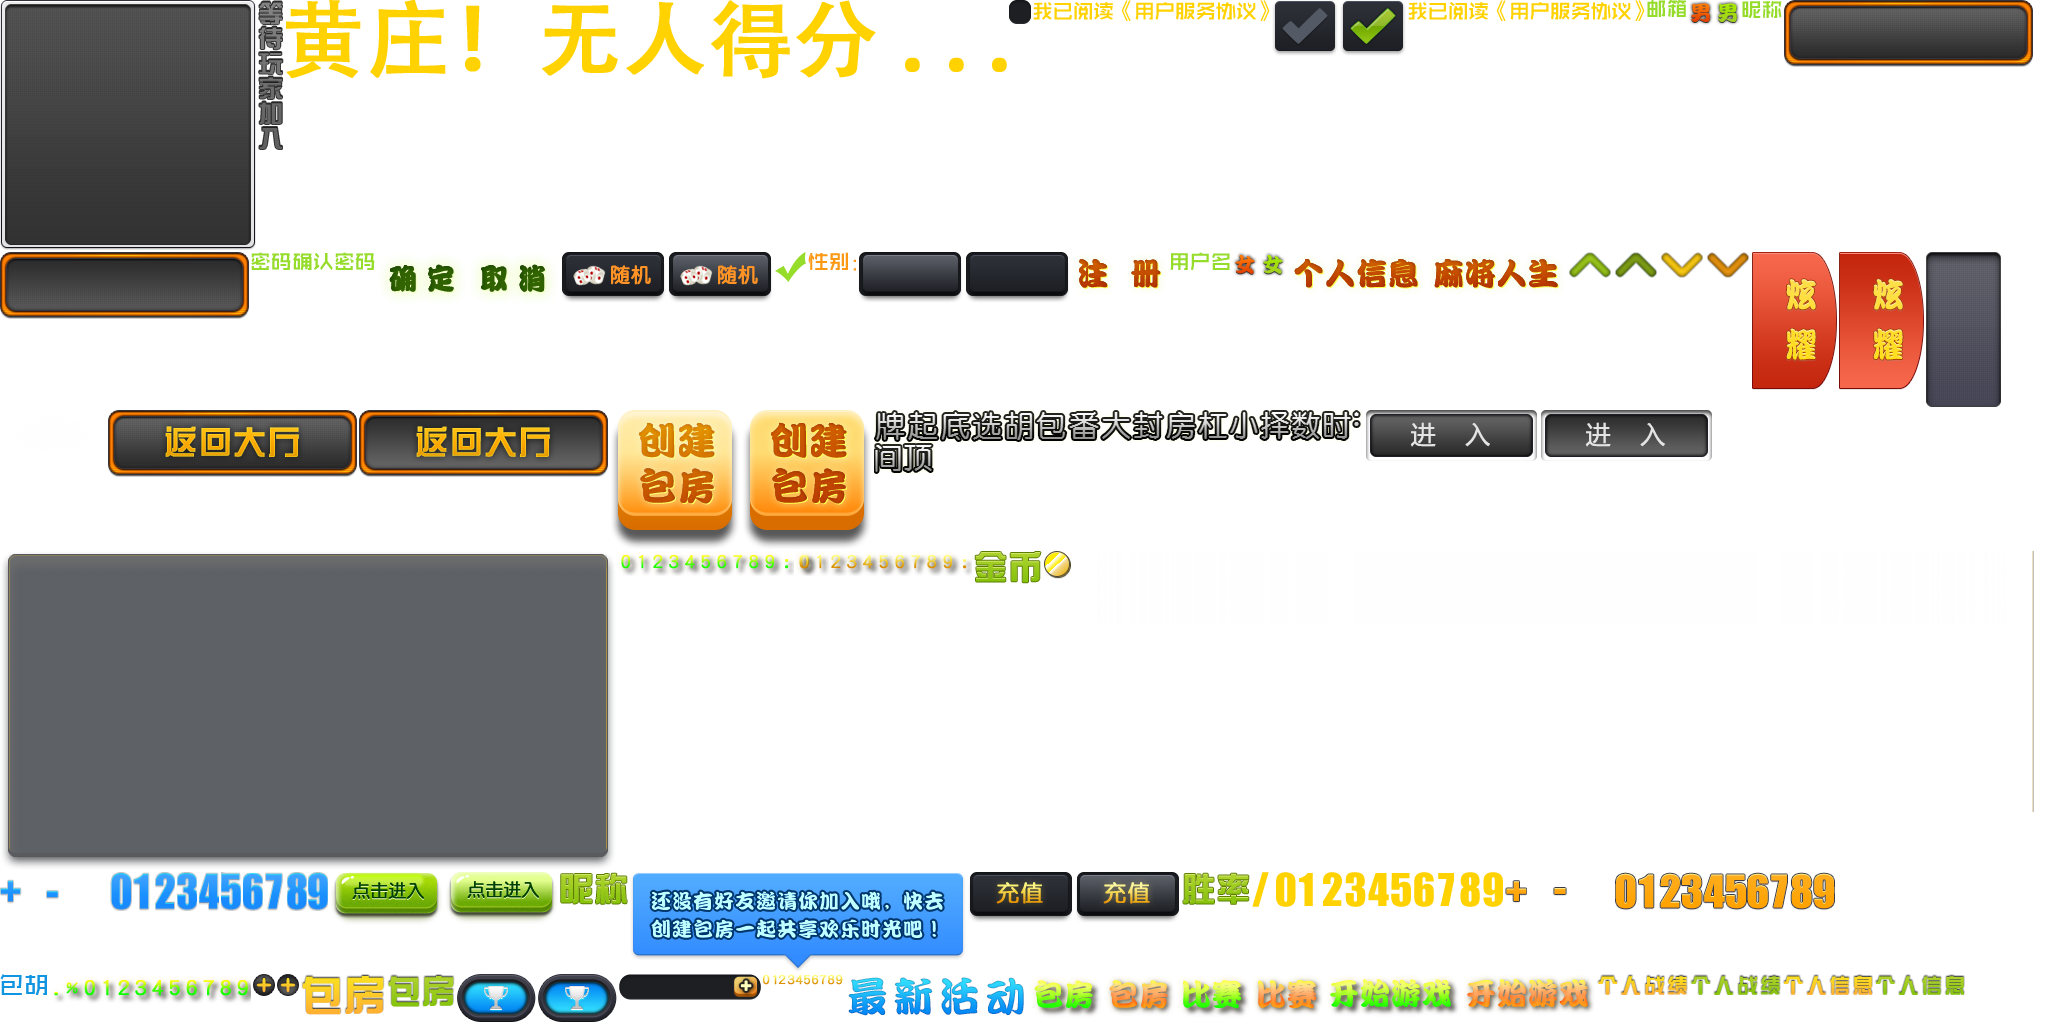 等待玩家加入
黄庄！无人得分...
我已阅读《用户服务协议》
我已阅读《用户服务协议》
邮箱
男
男
昵称
密码确认密码
确定
取消
随机
随机
性别:
注册
用户名
女
女
个人信息
麻将人生
炫耀
炫耀
返回大厅
返回大厅
创建
包房
创建
包房
牌起底选胡包番大封房杠小择数时:
间顶
进入
进入
0123456789:
0123456789:
金币
+ - 0123456789
点击进入
点击进入
昵称
还没有好友邀请你加入哦，快去
创建包房一起共享欢乐时光吧！
充值
充值
胜率
/0123456789
+ - 0123456789
包胡
.%0123456789
包房
包房
0123456789
最新活动
包房
包房
比赛
比赛
开始游戏
开始游戏
个人战绩
个人战绩
个人信息
个人信息